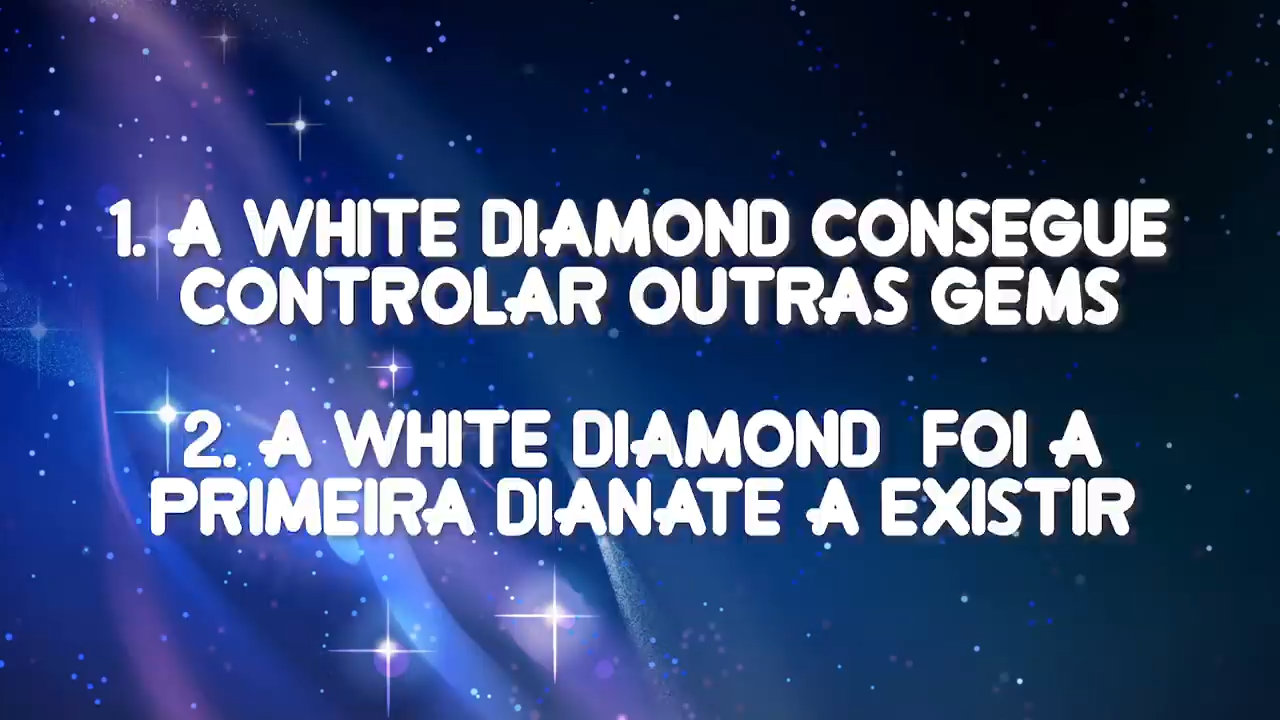 1. A WHITE DIAMOND CONSEGUE
CONTROLAR OUTRAS GEMS
2. A WHITE DIAMOND FOI A
PRIMEIRA DIANATE A EXISTIR